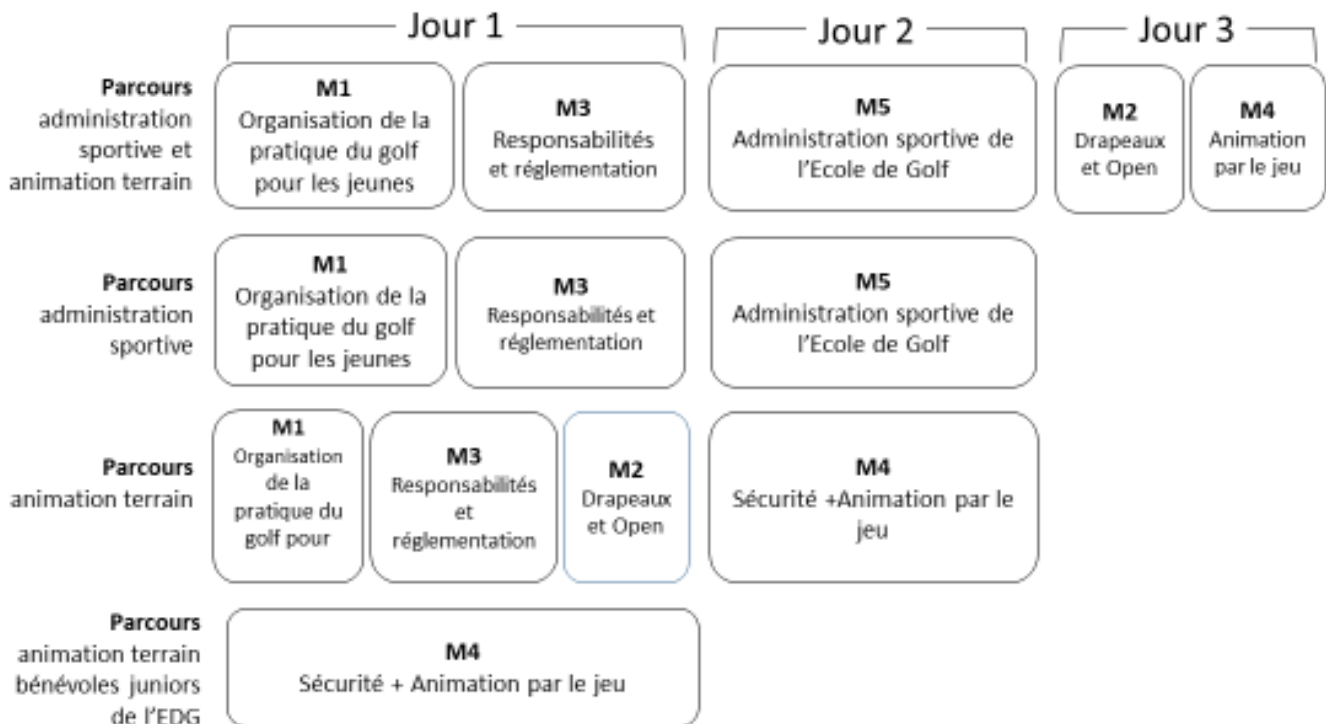 Jour 1
Jour 2
Jour 3
Parcours
administration
sportive et
animation terrain
M1
Organisation de la
pratique du golf
pour les jeunes
M3
Responsabilités
et réglementation
M5
Administration sportive de
l'Ecole de Golf
M2
Drapeaux
et Open
M4
Animation
par le jeu
Parcours
administration
sportive
M1
Organisation de la
pratique du golf
pour les jeunes
M3
Responsabilités et
réglementation
M5
Administration sportive de
l'Ecole de Golf
Parcours
animation terrain
M1
Organisation
de la
pratique du
golf pour
M3
Responsabilités
et
réglementation
M2
Drapeaux
et Open
M4
Sécurité +Animation par le
jeu
Parcours
animation terrain
bénévoles juniors
de l'EDG
M4
Sécurité + Animation par le jeu